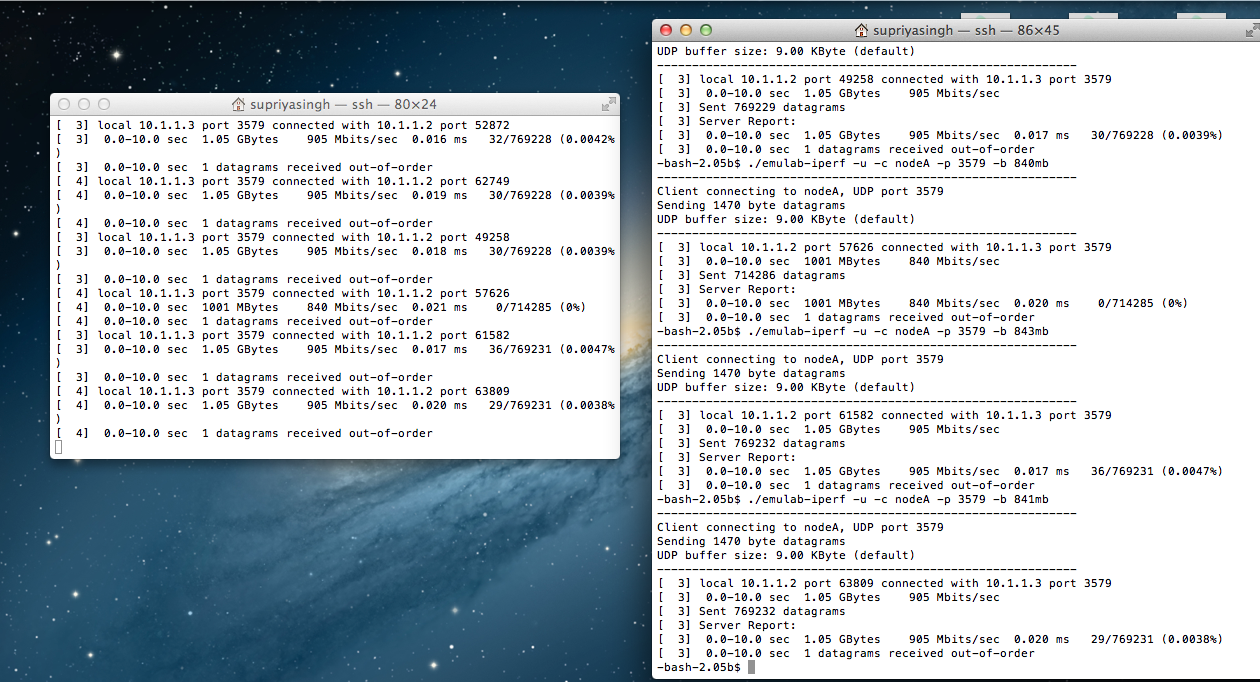 supriyasingh — ssh — 80×24
[  3] local 10.1.1.3 port 3579 connected with 10.1.1.2 port 52872
[  3]  0.0-10.0 sec  1.05 GBytes    905 Mbits/sec  0.016 ms   32/769228 (0.0042%
)
[  3]  0.0-10.0 sec  1 datagrams received out-of-order
[  4] local 10.1.1.3 port 3579 connected with 10.1.1.2 port 62749
[  4]  0.0-10.0 sec  1.05 GBytes    905 Mbits/sec  0.019 ms   30/769228 (0.0039%
)
[  4]  0.0-10.0 sec  1 datagrams received out-of-order
[  3] local 10.1.1.3 port 3579 connected with 10.1.1.2 port 49258
[  3]  0.0-10.0 sec  1.05 GBytes    905 Mbits/sec  0.018 ms   30/769228 (0.0039%
)
[  3]  0.0-10.0 sec  1 datagrams received out-of-order
[  4] local 10.1.1.3 port 3579 connected with 10.1.1.2 port 57626
[  4]  0.0-10.0 sec  1001 MBytes    840 Mbits/sec  0.021 ms    0/714285 (0%)
[  4]  0.0-10.0 sec  1 datagrams received out-of-order
[  3] local 10.1.1.3 port 3579 connected with 10.1.1.2 port 61582
[  3]  0.0-10.0 sec  1.05 GBytes    905 Mbits/sec  0.017 ms   36/769231 (0.0047%
)
[  3]  0.0-10.0 sec  1 datagrams received out-of-order
[  4] local 10.1.1.3 port 3579 connected with 10.1.1.2 port 63809
[  4]  0.0-10.0 sec  1.05 GBytes    905 Mbits/sec  0.020 ms   29/769231 (0.0038%
)
[  4]  0.0-10.0 sec  1 datagrams received out-of-order
supriyasingh — ssh — 86×45
UDP buffer size: 9.00 KByte (default)
------------------------------------------------------------
[  3] local 10.1.1.2 port 49258 connected with 10.1.1.3 port 3579
[  3]  0.0-10.0 sec  1.05 GBytes    905 Mbits/sec
[  3] Sent 769229 datagrams
[  3] Server Report:
[  3]  0.0-10.0 sec  1.05 GBytes    905 Mbits/sec  0.017 ms   30/769228 (0.0039%)
[  3]  0.0-10.0 sec  1 datagrams received out-of-order
-bash-2.05b$ ./emulab-iperf -u -c nodeA -p 3579 -b 840mb
------------------------------------------------------------
Client connecting to nodeA, UDP port 3579
Sending 1470 byte datagrams
UDP buffer size: 9.00 KByte (default)
------------------------------------------------------------
[  3] local 10.1.1.2 port 57626 connected with 10.1.1.3 port 3579
[  3]  0.0-10.0 sec  1001 MBytes    840 Mbits/sec
[  3] Sent 714286 datagrams
[  3] Server Report:
[  3]  0.0-10.0 sec  1001 MBytes    840 Mbits/sec  0.020 ms    0/714285 (0%)
[  3]  0.0-10.0 sec  1 datagrams received out-of-order
-bash-2.05b$ ./emulab-iperf -u -c nodeA -p 3579 -b 843mb
------------------------------------------------------------
Client connecting to nodeA, UDP port 3579
Sending 1470 byte datagrams
UDP buffer size: 9.00 KByte (default)
------------------------------------------------------------
[  3] local 10.1.1.2 port 61582 connected with 10.1.1.3 port 3579
[  3]  0.0-10.0 sec  1.05 GBytes    905 Mbits/sec
[  3] Sent 769232 datagrams
[  3] Server Report:
[  3]  0.0-10.0 sec  1.05 GBytes    905 Mbits/sec  0.017 ms   36/769231 (0.0047%)
[  3]  0.0-10.0 sec  1 datagrams received out-of-order
-bash-2.05b$ ./emulab-iperf -u -c nodeA -p 3579 -b 841mb
------------------------------------------------------------
Client connecting to nodeA, UDP port 3579
Sending 1470 byte datagrams
UDP buffer size: 9.00 KByte (default)
------------------------------------------------------------
[  3] local 10.1.1.2 port 63809 connected with 10.1.1.3 port 3579
[  3]  0.0-10.0 sec  1.05 GBytes    905 Mbits/sec
[  3] Sent 769232 datagrams
[  3] Server Report:
[  3]  0.0-10.0 sec  1.05 GBytes    905 Mbits/sec  0.020 ms   29/769231 (0.0038%)
[  3]  0.0-10.0 sec  1 datagrams received out-of-order
-bash-2.05b$